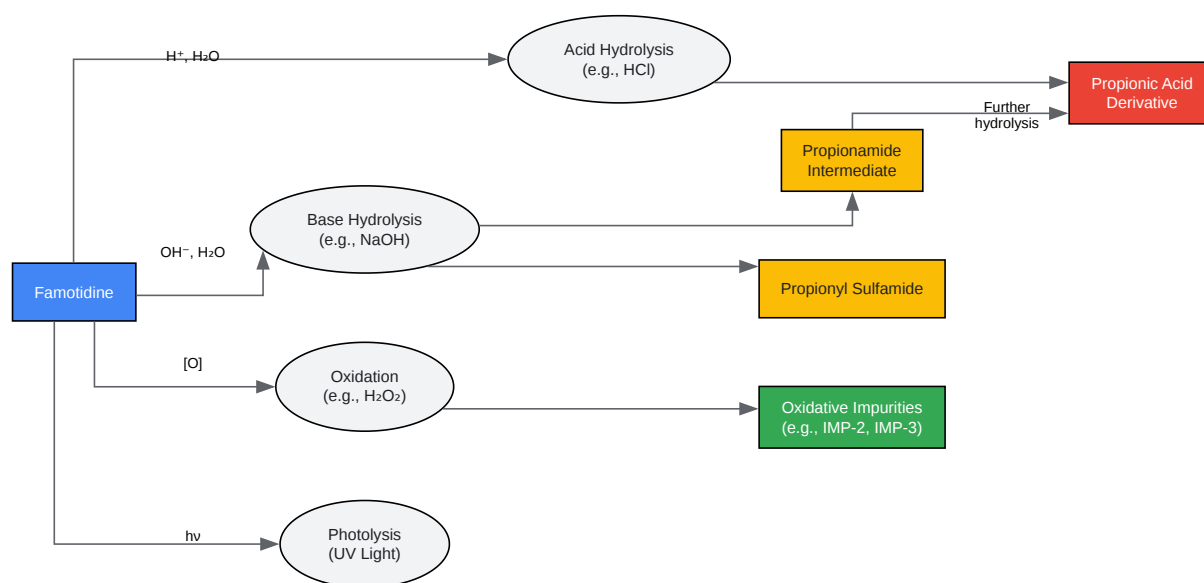 H⁺, H₂O
Acid Hydrolysis
(e.g., HCl)
Propionic Acid
Derivative
Further
hydrolysis
Propionamide
Intermediate
Base Hydrolysis
(e.g., NaOH)
OH⁻, H₂O
Famotidine
Propionyl Sulfamide
[O]
Oxidation
(e.g., H₂O₂)
Oxidative Impurities
(e.g., IMP-2, IMP-3)
hν
Photolysis
(UV Light)